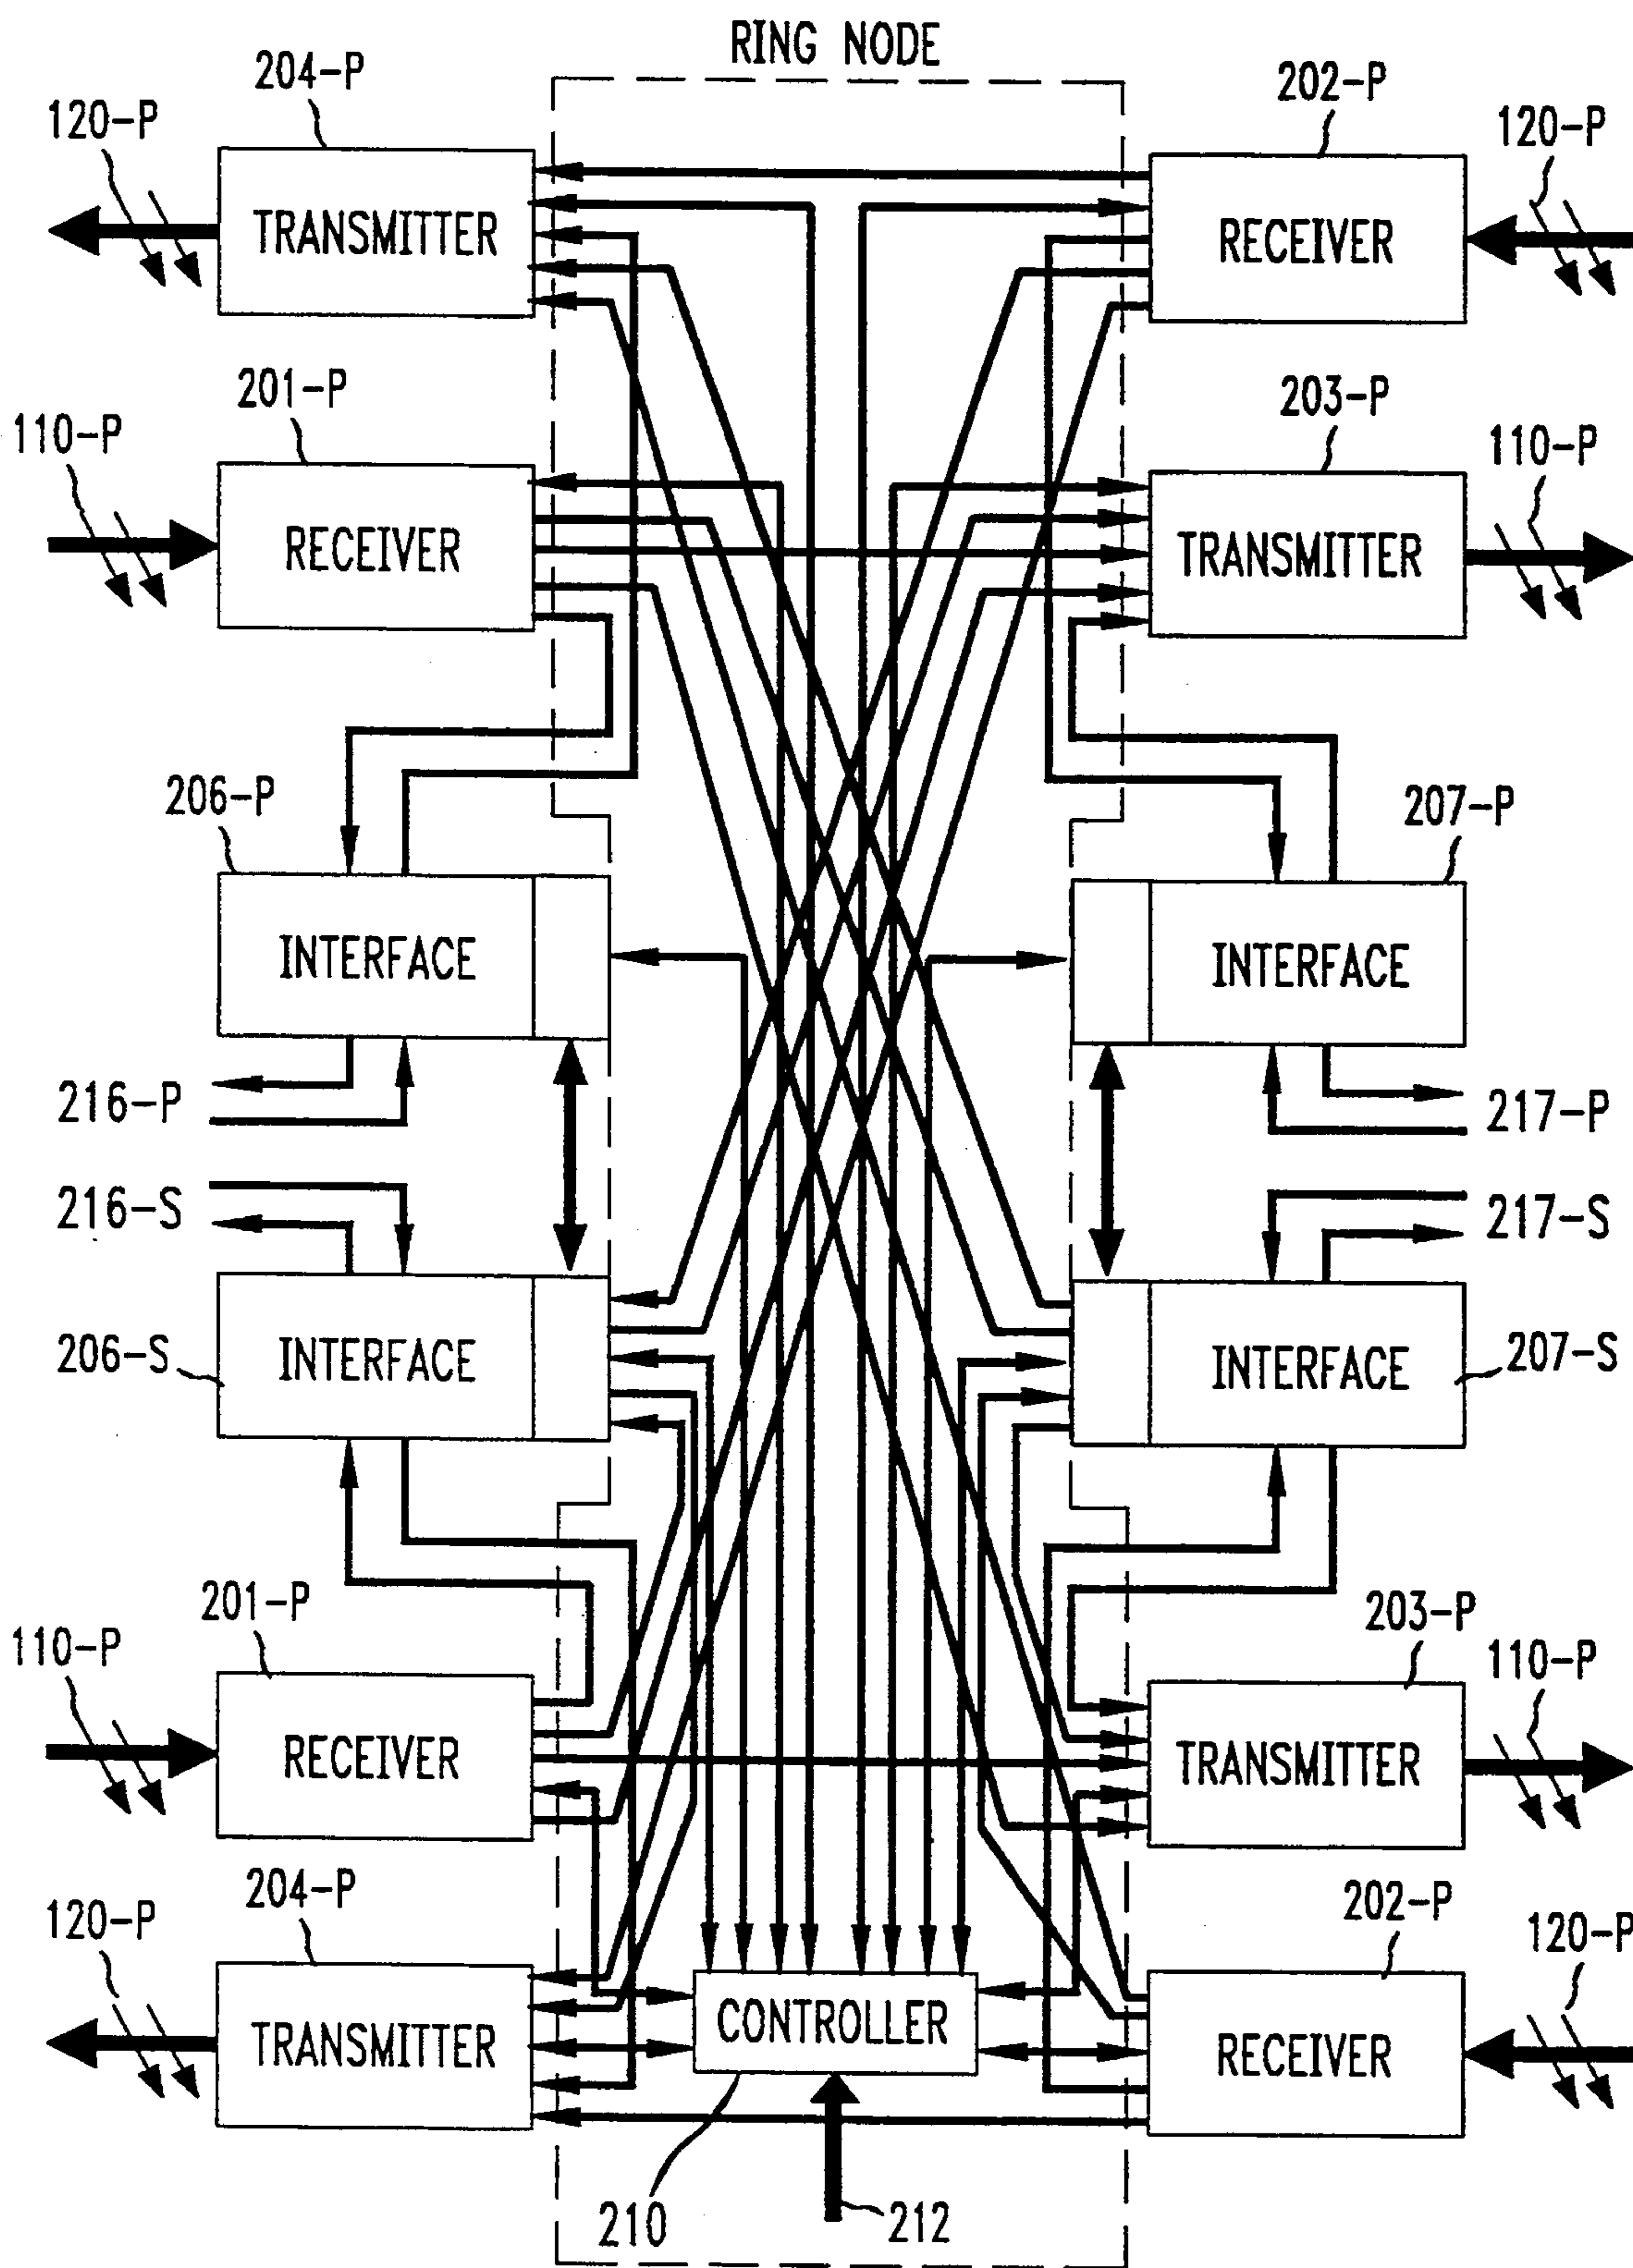 RING NODE
204-P
202-P
120-P
120-P
TRANSMITTER
RECEIVER
201-P
203-P
110-P
110-P
RECEIVER
TRANSMITTER
206-P
207-P
INTERFACE
INTERFACE
216-P
217-P
216-S
217-S
206-S
INTERFACE
INTERFACE
207-S
201-P
203-P
110-P
110-P
RECEIVER
TRANSMITTER
204-P
202-P
120-P
120-P
TRANSMITTER
CONTROLLER
RECEIVER
210
212